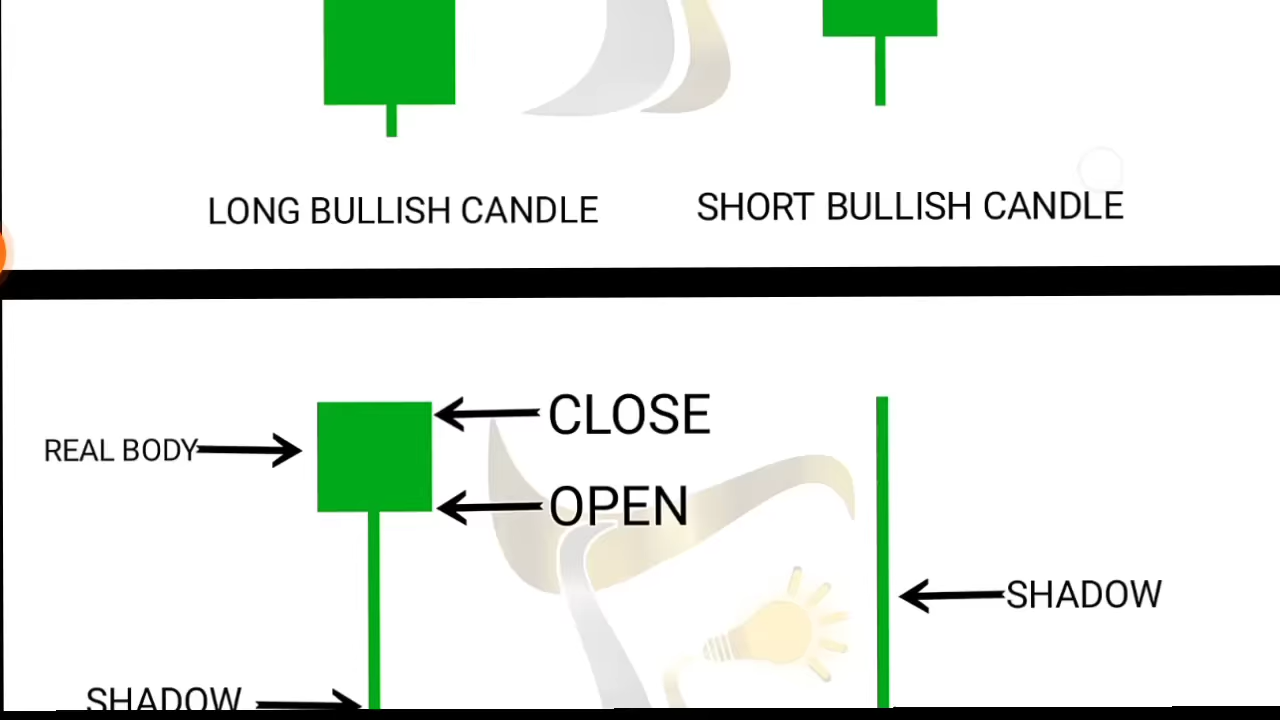 LONG BULLISH CANDLE
SHORT BULLISH CANDLE
CLOSE
REAL BODY
OPEN
SHADOW
SHADOW